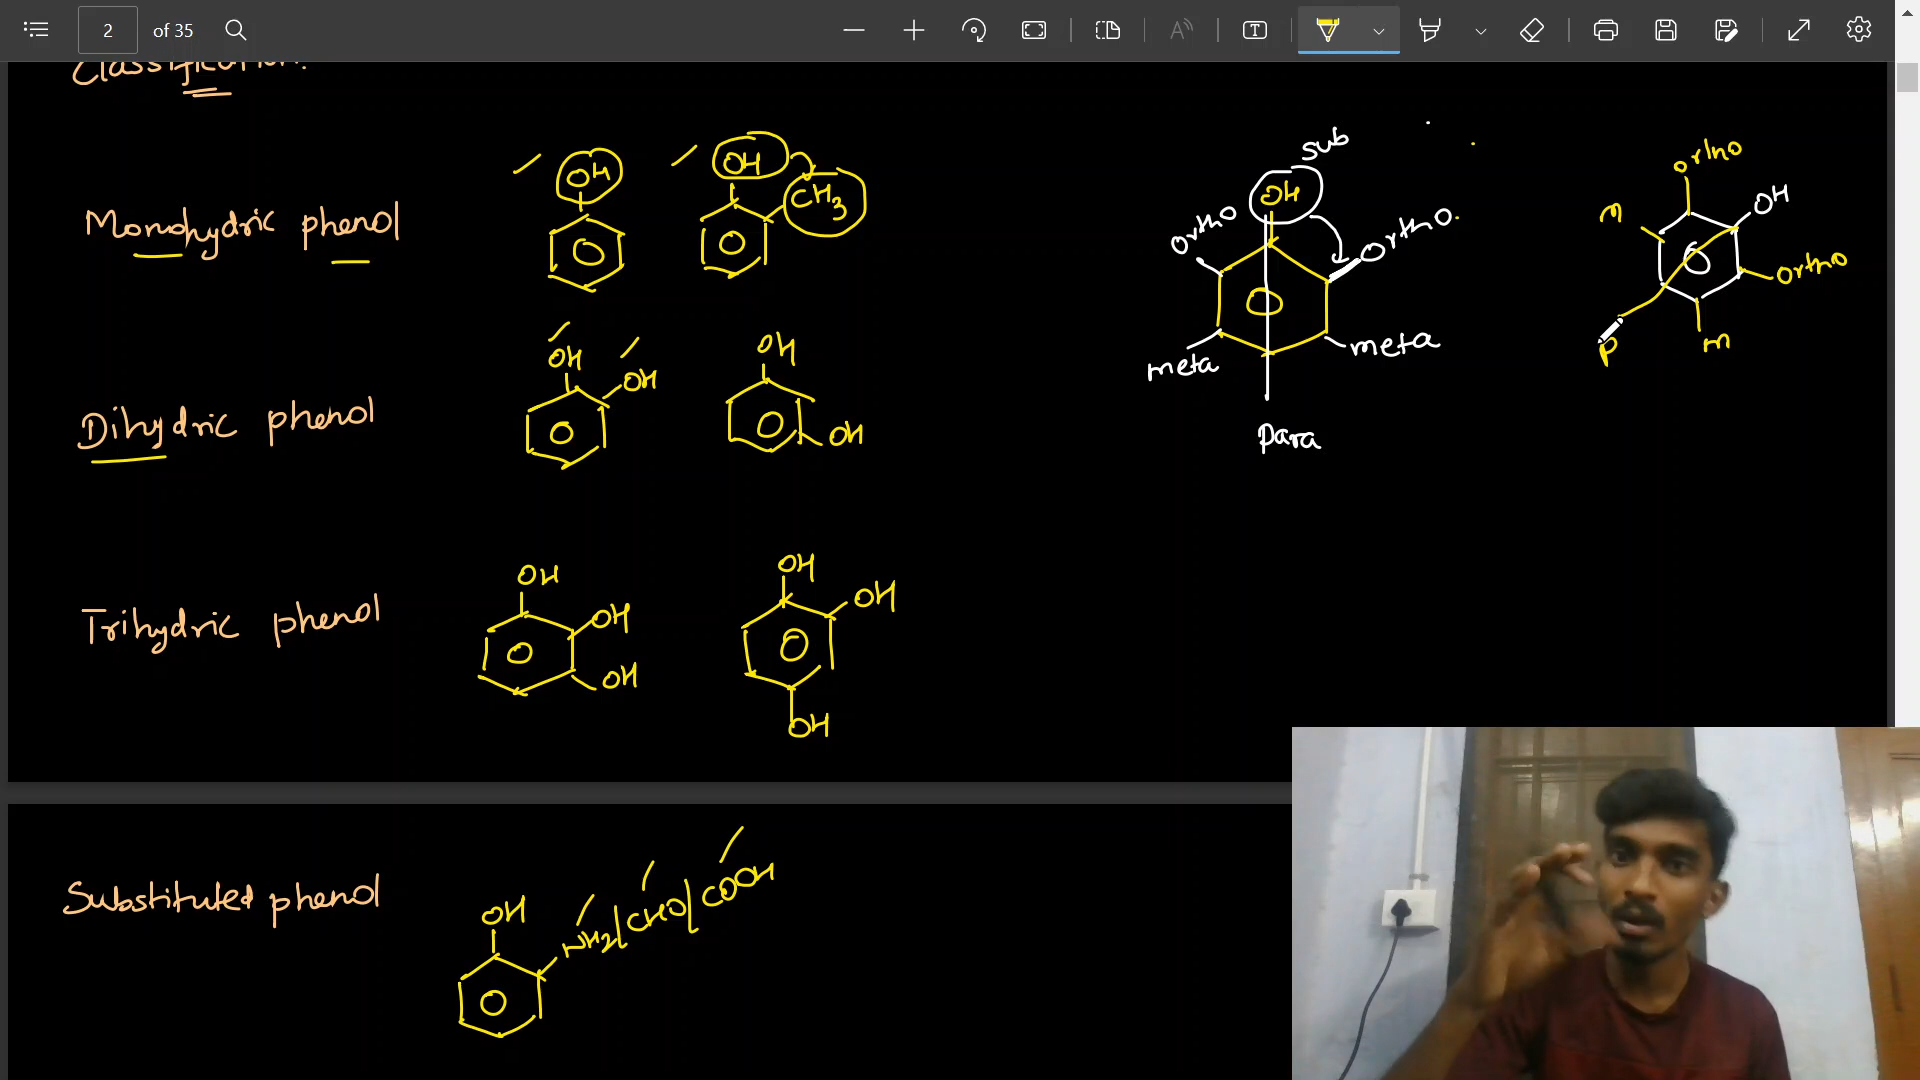 2 of 35
Classification:
Monohydric phenol
OH
OH
CH3
Dihydric phenol
OH
OH
OH
OH
Trihydric phenol
OH
OH
OH
OH
OH
OH
Substituted phenol
OH
NH2/CHO/COOH
sub
OH
Ortho
Ortho
meta
meta
para
ortho
m
OH
Ortho
P
m